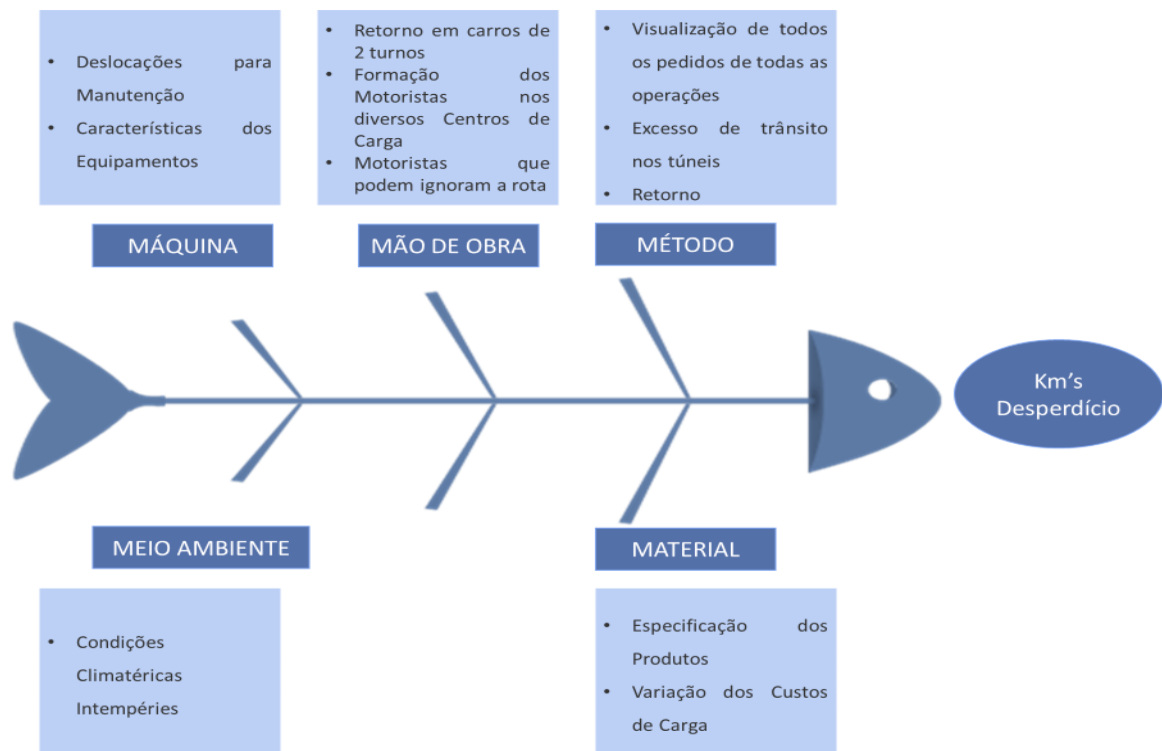 • Deslocações para
Manutenção
• Características dos
Equipamentos
MÁQUINA
• Retorno em carros de
2 turnos
• Formação dos
Motoristas nos
diversos Centros de
Carga
• Motoristas que
podem ignoram a rota
MÃO DE OBRA
• Visualização de todos
os pedidos de todas as
operações
• Excesso de trânsito
nos túneis
• Retorno
MÉTODO
Km's
Desperdício
MEIO AMBIENTE
• Condições
Climatéricas
Intempéries
MATERIAL
• Especificação dos
Produtos
• Variação dos Custos
de Carga